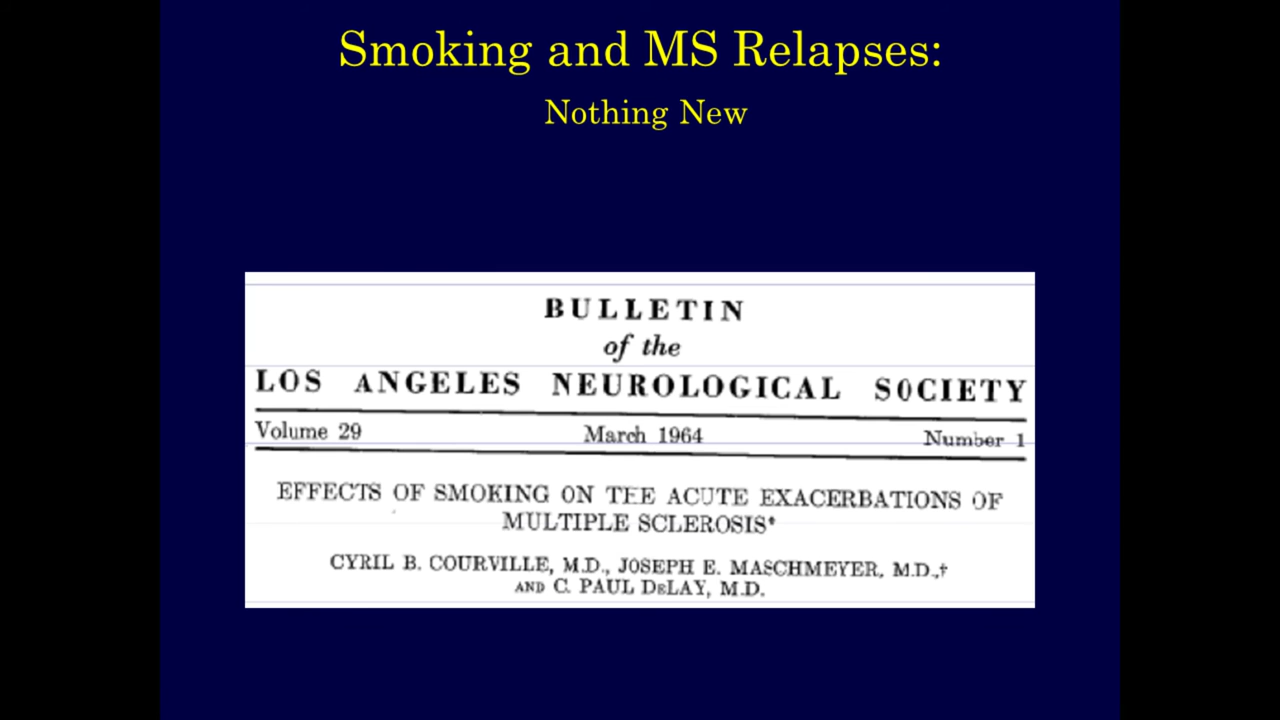 Smoking and MS Relapses:
Nothing New
BULLETIN
of the
LOS ANGELES NEUROLOGICAL SOCIETY
Volume 29 March 1964 Number 1
EFFECTS OF SMOKING ON THE ACUTE EXACERBATIONS OF
MULTIPLE SCLEROSIS*
CYRIL B. COURVILLE, M.D., JOSEPH E. MASCHMEYER, M.D.,†
AND C. PAUL DeLAY, M.D.